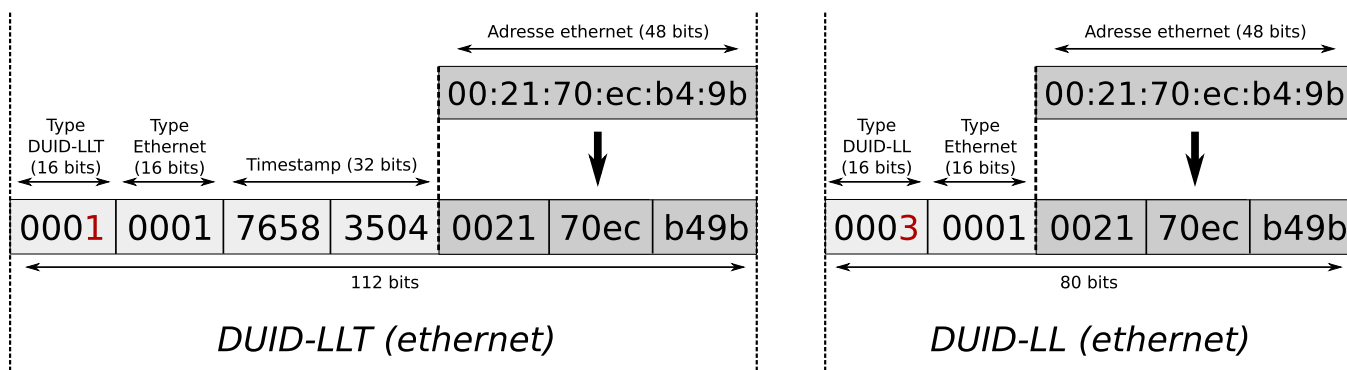 Adresse ethernet (48 bits)
00:21:70:ec:b4:9b
Type
DUID-LLT
(16 bits)
Type
Ethernet
(16 bits)
Timestamp (32 bits)
0001 0001 7658 3504 0021 70ec b49b
112 bits
DUID-LLT (ethernet)
Adresse ethernet (48 bits)
00:21:70:ec:b4:9b
Type
DUID-LL
(16 bits)
Type
Ethernet
(16 bits)
0003 0001 0021 70ec b49b
80 bits
DUID-LL (ethernet)